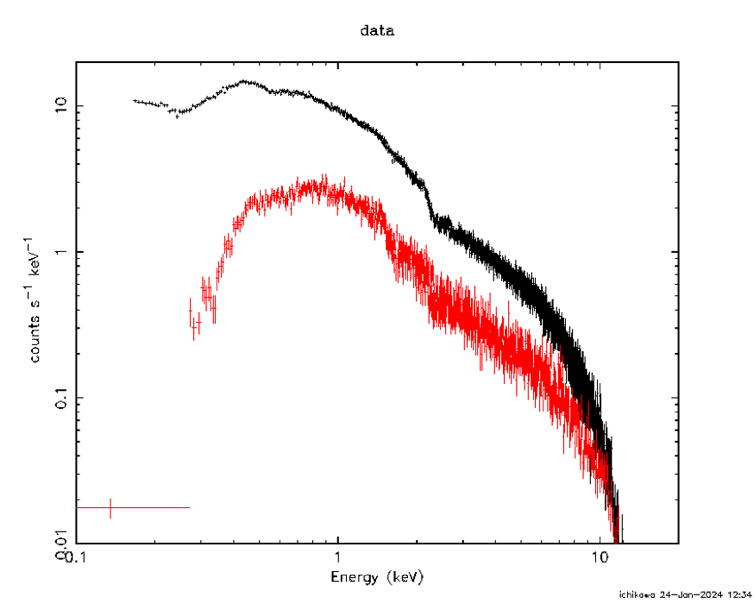 data
10
1
0.1
0.01
counts s−1 keV−1
0.1 1 10
Energy (keV)
ichikawa 24−Jan−2024 12:34